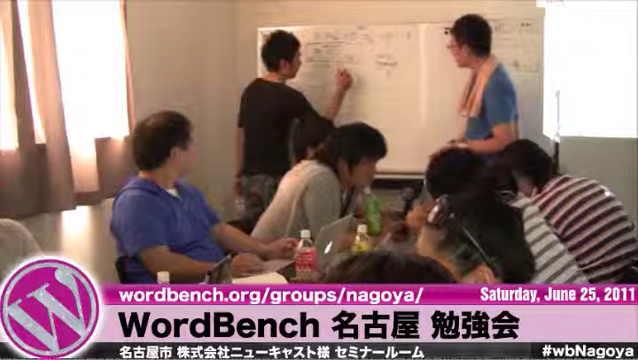 wordbench.org/groups/nagoya/
Saturday, June 25, 2011
WordBench 名古屋 勉強会
名古屋市 株式会社ニューキャスト様 セミナールーム
#wbNagoya